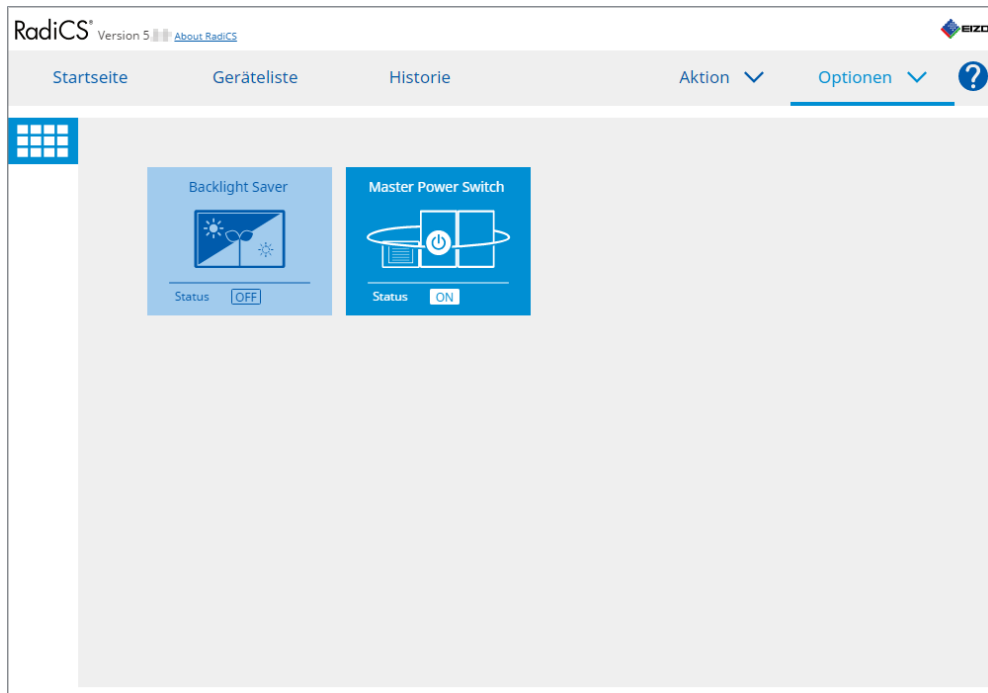 RadiCS® Version 5. About RadiCS
EIZO
Startseite Geräteliste Historie Aktion Optionen ?
Backlight Saver Master Power Switch
Status OFF Status ON